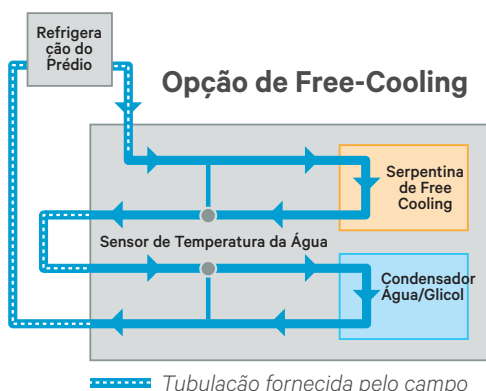 Refrigera
ção do
Prédio
Opção de Free-Cooling
Serpentina
de Free
Cooling
Sensor de Temperatura da Água
Condensador
Água/Glicol
Tubulação fornecida pelo campo